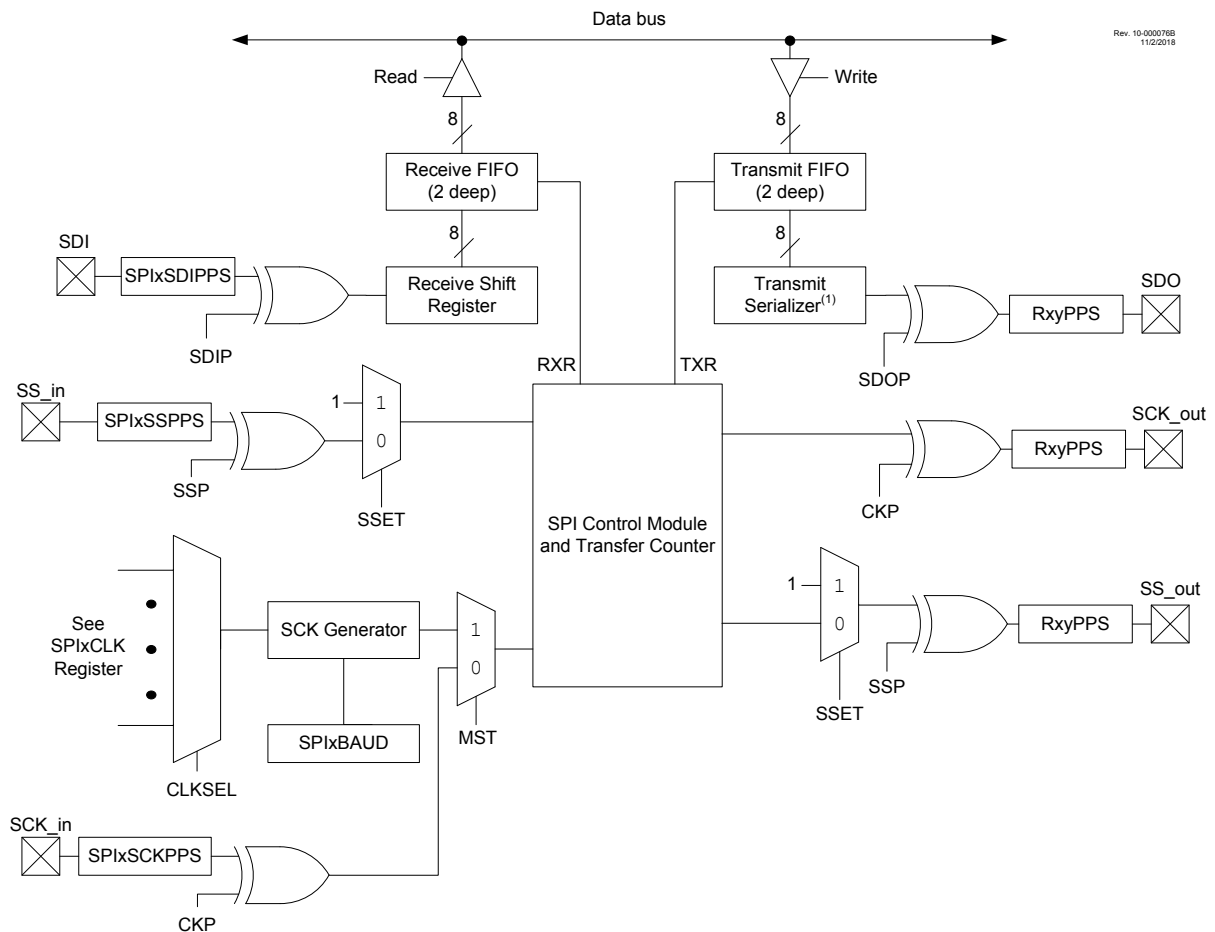 Data bus
Rev. 10-000076B
11/2/2018
Read
Write
8
8
Receive FIFO
(2 deep)
Transmit FIFO
(2 deep)
8
8
SDI
SPIxSDIPPS
SDIP
Receive Shift
Register
Transmit
Serializer(1)
SDOP
RxyPPS
SDO
RXR
TXR
SS_in
SPIxSSPPS
SSP
1
1
0
SSET
SPI Control Module
and Transfer Counter
SCK_out
RxyPPS
CKP
See
SPIxCLK
Register
CLKSEL
SCK Generator
SPIxBAUD
1
0
MST
1
1
0
SSET
SSP
RxyPPS
SS_out
SCK_in
SPIxSCKPPS
CKP